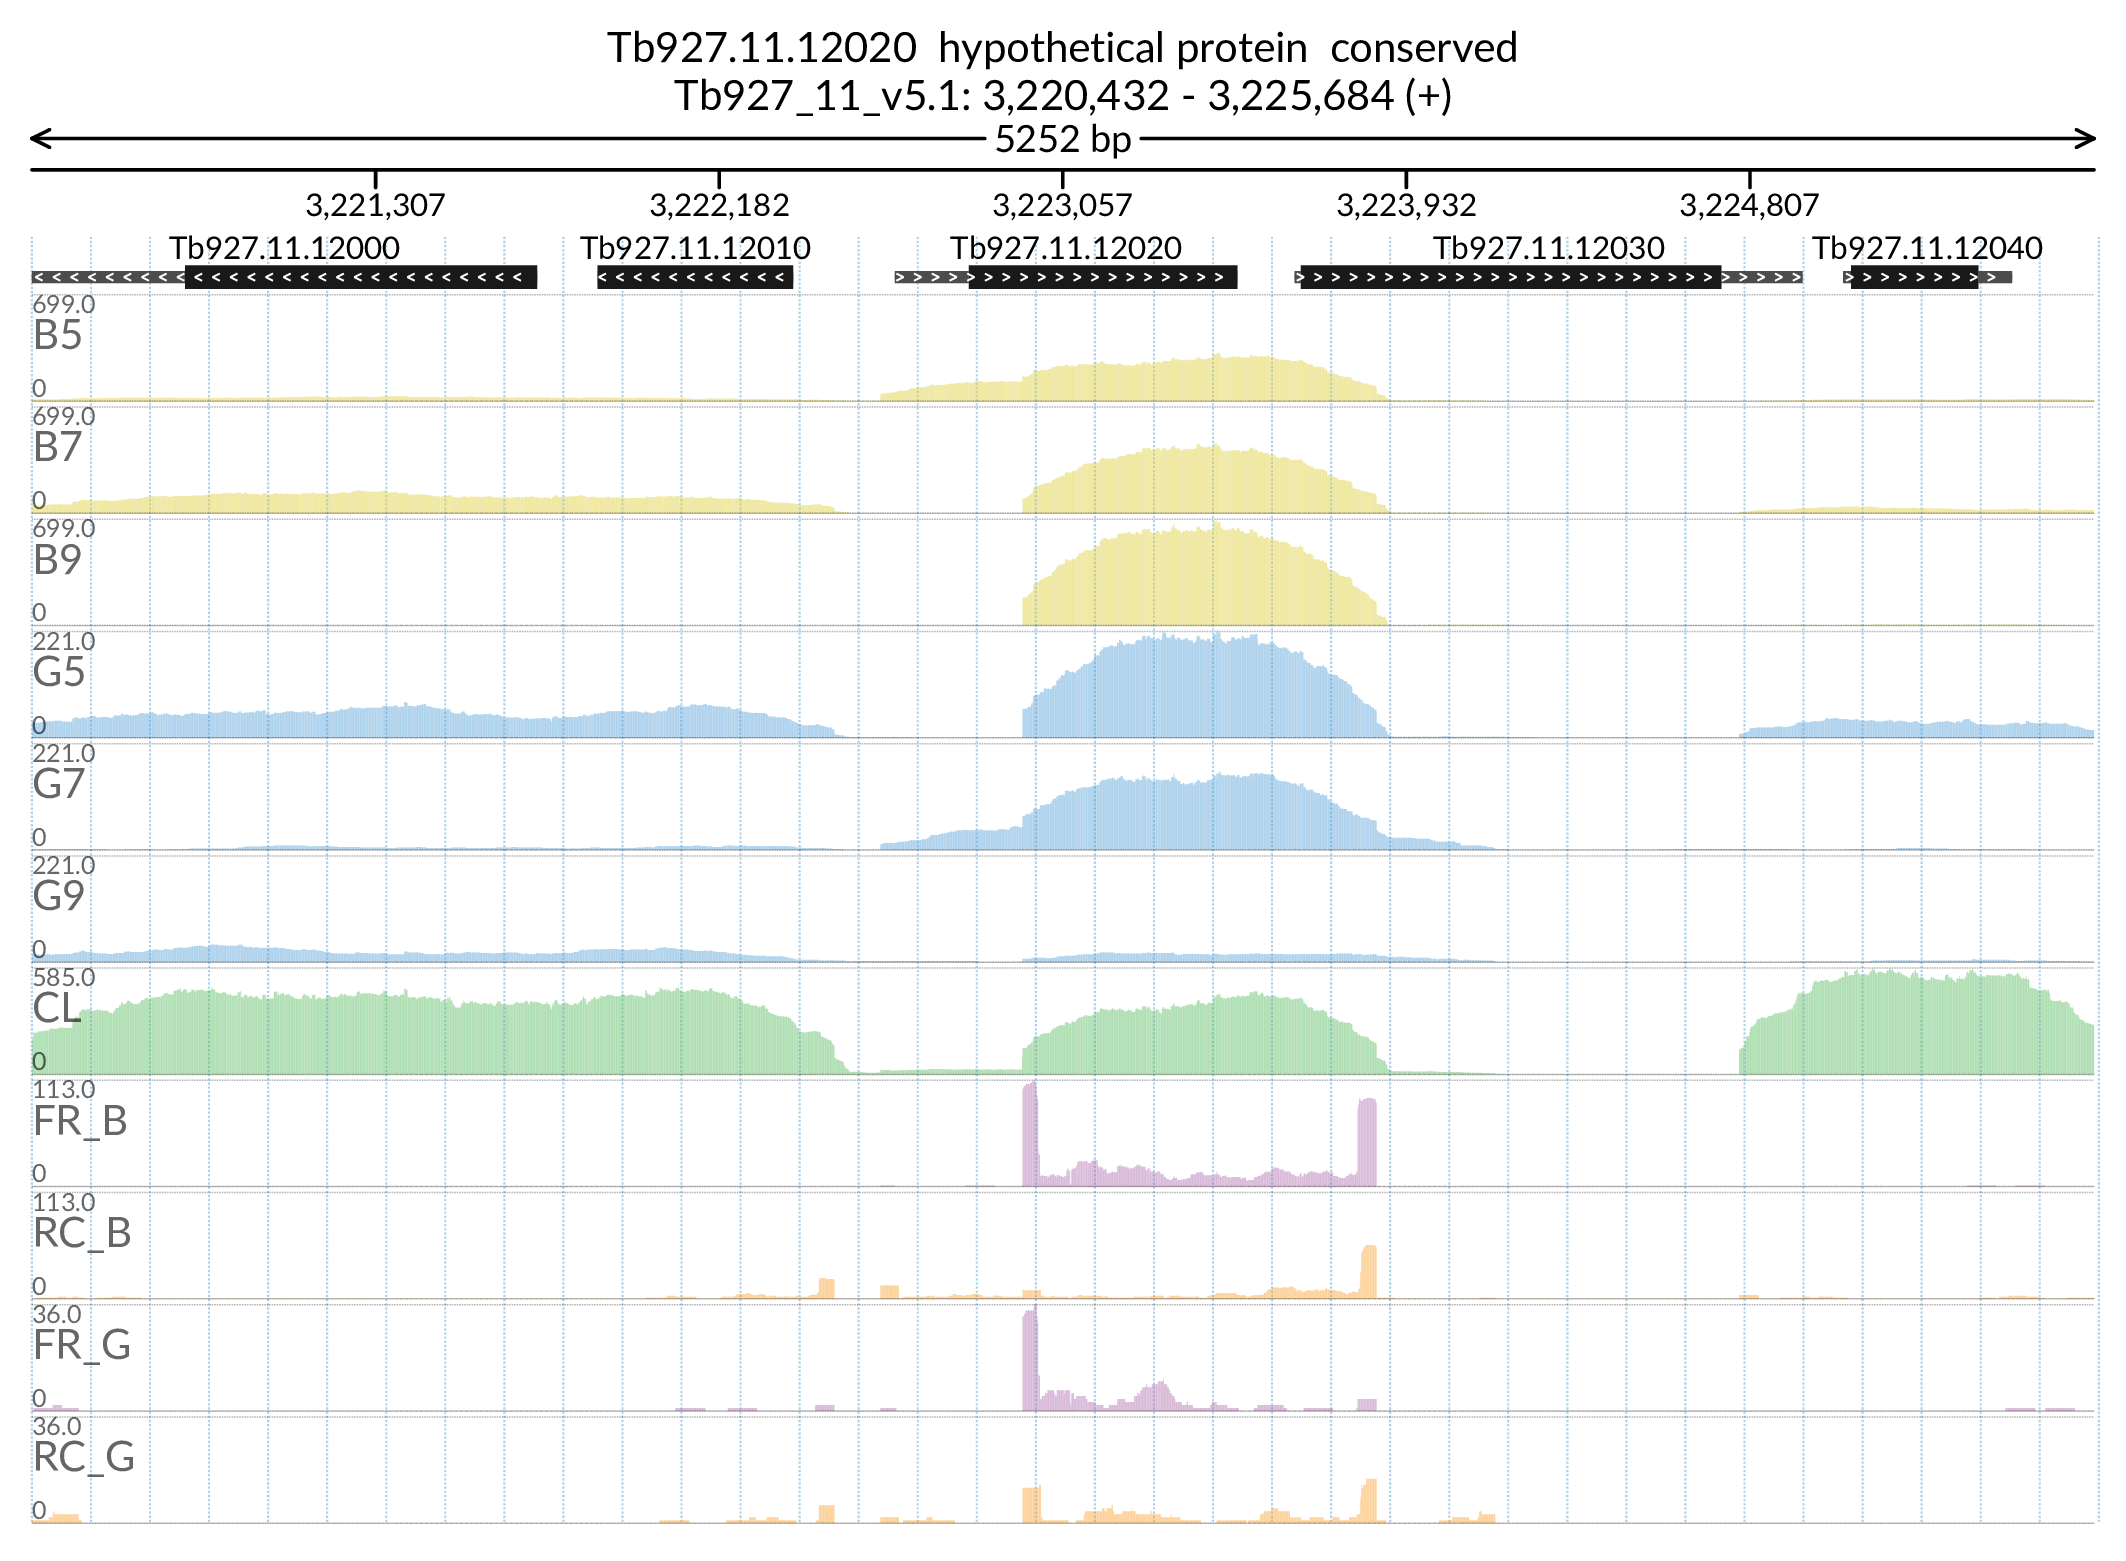 Tb927.11.12020 hypothetical protein conserved
Tb927_11_v5.1: 3,220,432 - 3,225,684 (+)
5252 bp
3,221,307 3,222,182 3,223,057 3,223,932 3,224,807
Tb927.11.12000 Tb927.11.12010 Tb927.11.12020 Tb927.11.12030 Tb927.11.12040
699.0
B5
0
699.0
B7
0
699.0
B9
0
221.0
G5
0
221.0
G7
0
221.0
G9
0
585.0
CL
0
113.0
FR_B
0
113.0
RC_B
0
36.0
FR_G
0
36.0
RC_G
0